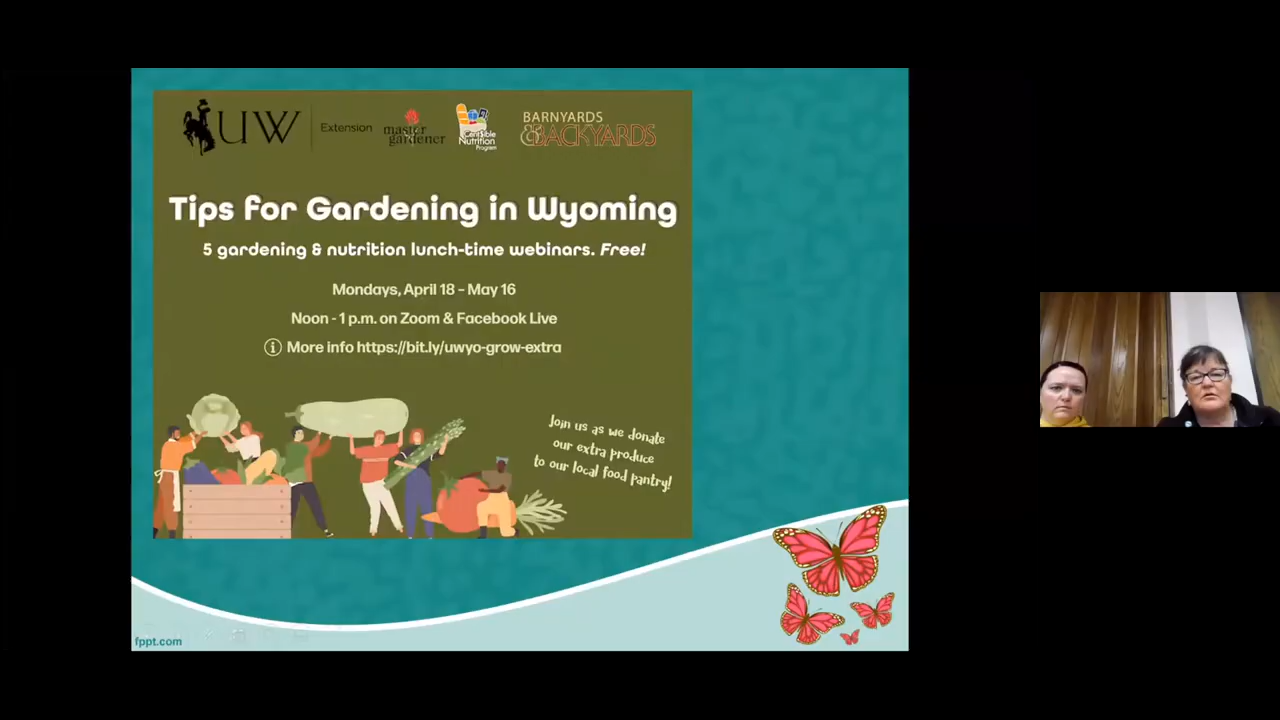 UW
Extension
master
gardener
Cent$ible
Nutrition
Program
BARNYARDS
& BACKYARDS
Tips for Gardening in Wyoming
5 gardening & nutrition lunch-time webinars. Free!
Mondays, April 18 - May 16
Noon - 1 p.m. on Zoom & Facebook Live
i More info https://bit.ly/uwyo-grow-extra
Join us as we donate
our extra produce
to our local food pantry!
fppt.com